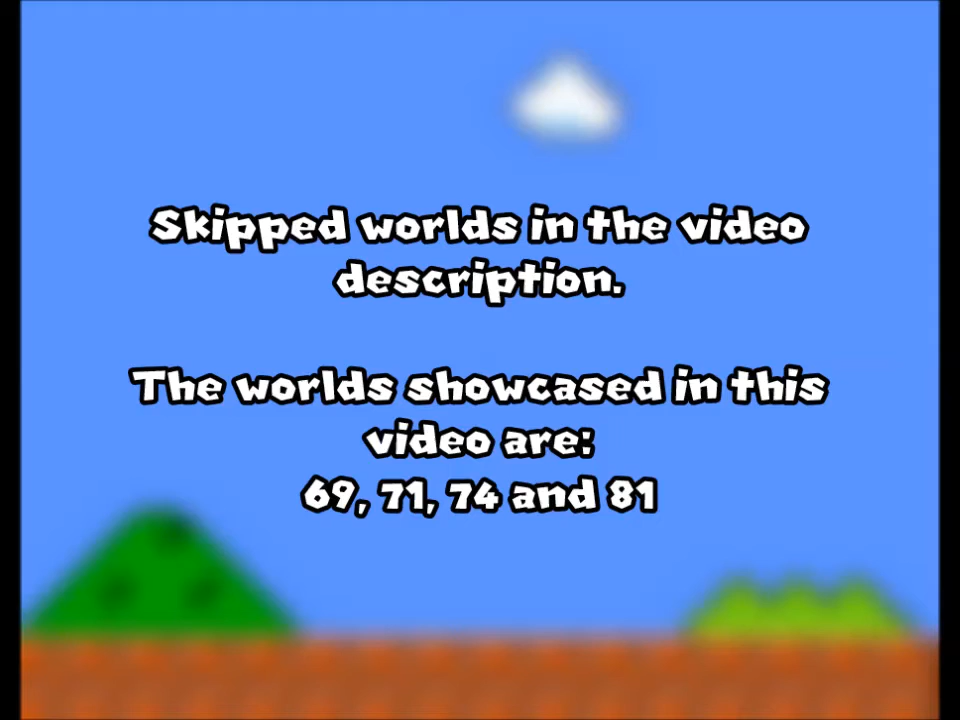 Skipped worlds in the video
description.
The worlds showcased in this
video are:
69, 71, 74 and 81